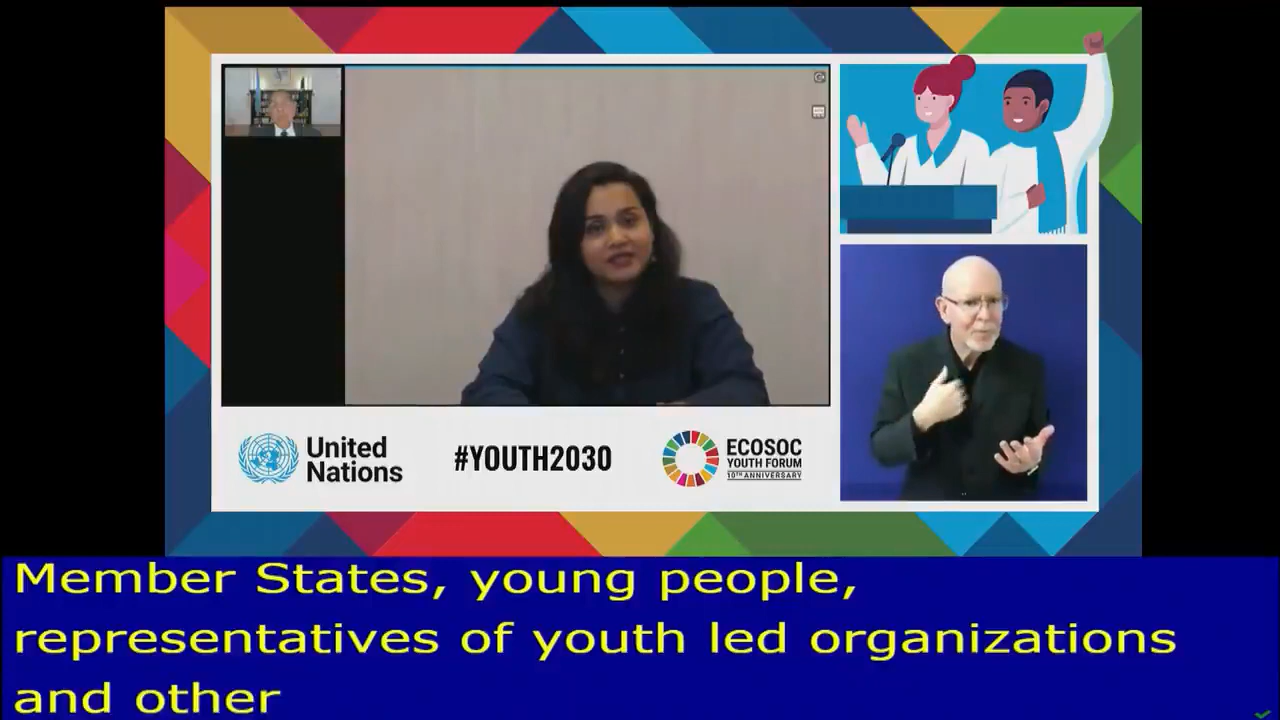 United
Nations
#YOUTH2030
ECOSOC
YOUTH FORUM
10TH ANNIVERSARY
Member States, young people,
representatives of youth led organizations
and other